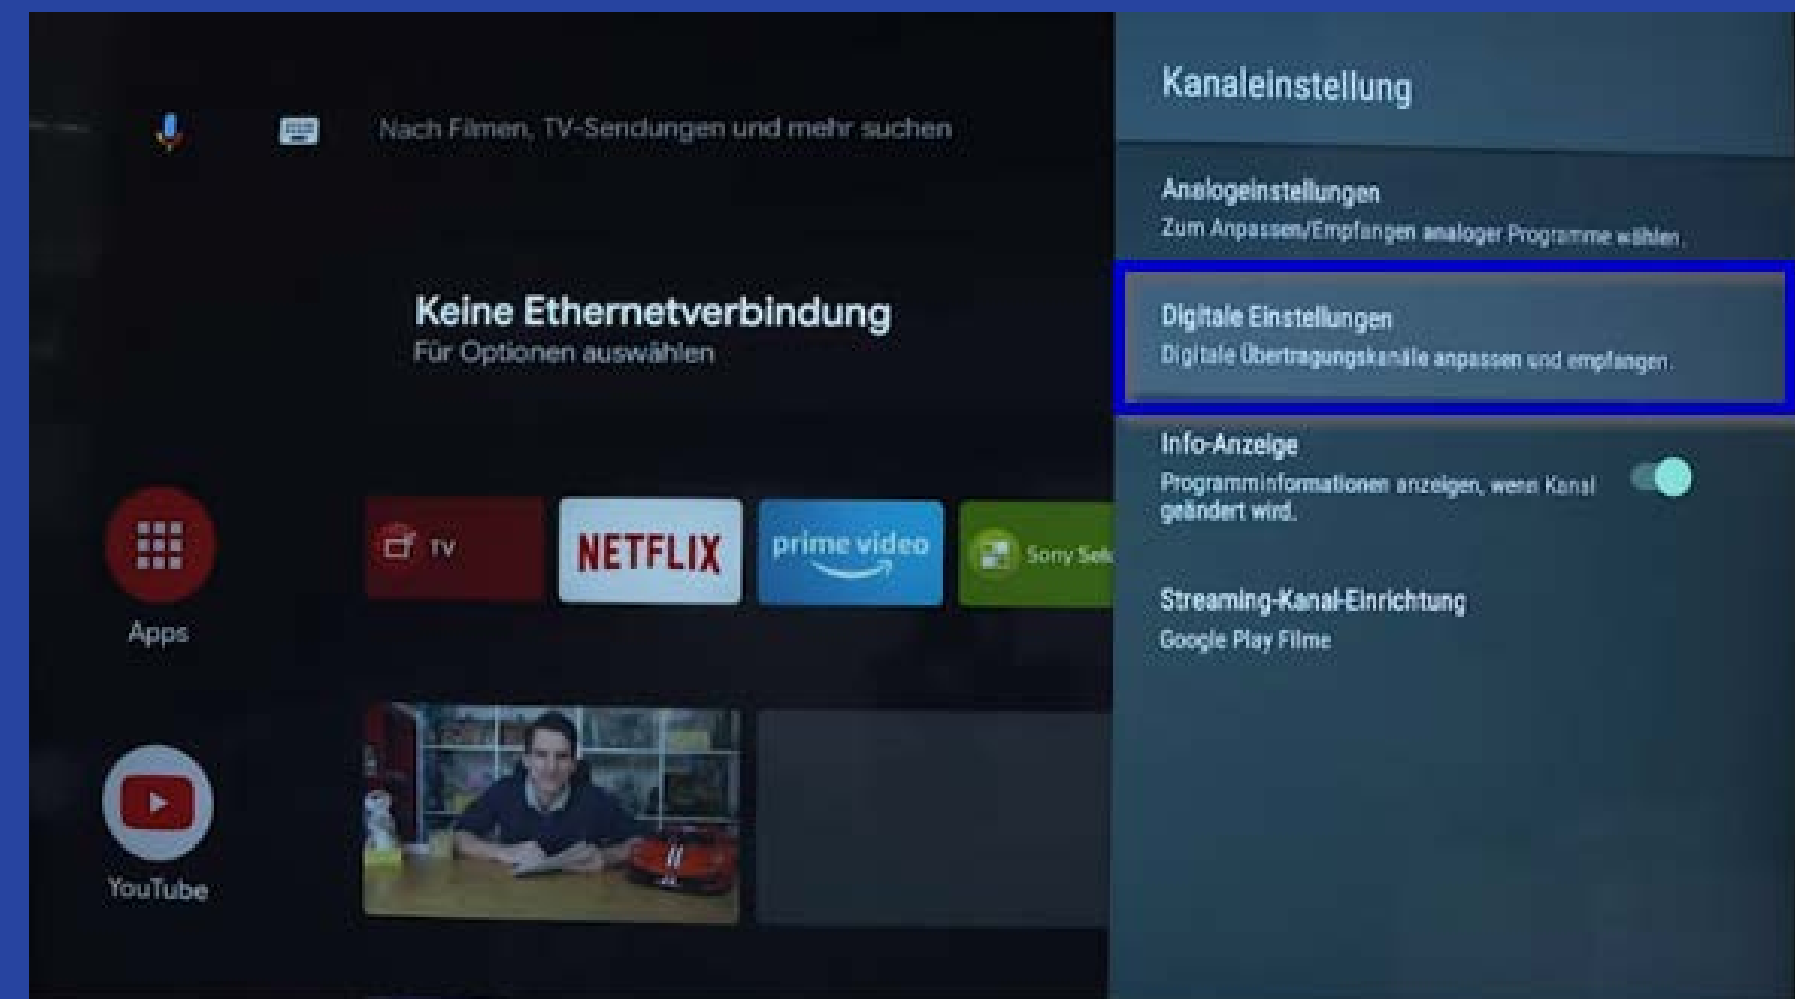 Nach Filmen, TV-Sendungen und mehr suchen
Keine Ethernetverbindung
Für Optionen auswählen
Apps
TV
NETFLIX
prime video
Sony Sele
YouTube
Kanaleinstellung
Analogeinstellungen
Zum Anpassen/Empfangen analoger Programme wählen.
Digitale Einstellungen
Digitale Übertragungskanäle anpassen und empfangen.
Info-Anzeige
Programminformationen anzeigen, wenn Kanal
geändert wird.
Streaming-Kanal-Einrichtung
Google Play Filme